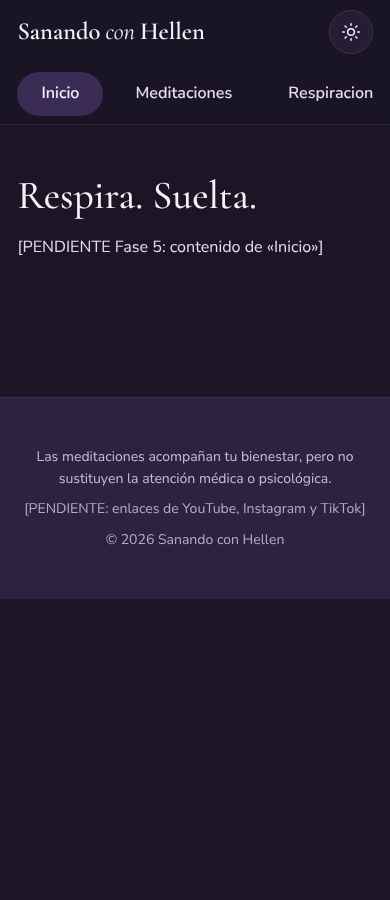 Sanando con Hellen
Inicio
Meditaciones
Respiracion
Respira. Suelta.
[PENDIENTE Fase 5: contenido de «Inicio»]
Las meditaciones acompañan tu bienestar, pero no
sustituyen la atención médica o psicológica.
[PENDIENTE: enlaces de YouTube, Instagram y TikTok]
© 2026 Sanando con Hellen